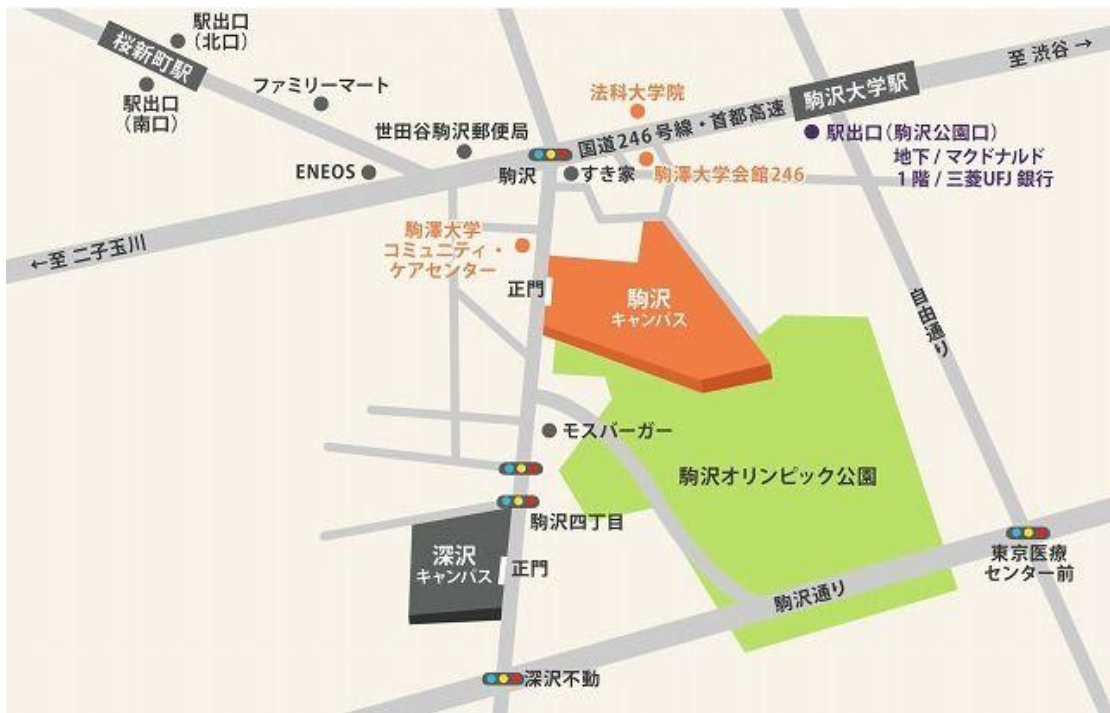 駅出口
(北口)
桜新町駅
駅出口
(南口)
ファミリーマート
世田谷駒沢郵便局
ENEOS
駒沢
すき家
法科大学院
国道246号線・首都高速
駒沢大学駅
至 渋谷→
駅出口(駒沢公園口)
地下/マクドナルド
1階/三菱UFJ 銀行
駒澤大学会館246
←至 二子玉川
駒澤大学
コミュニティ・
ケアセンター
正門
駒沢
キャンパス
自由通り
モスバーガー
駒沢オリンピック公園
駒沢四丁目
深沢
キャンパス
正門
東京医療
センター前
駒沢通り
深沢不動